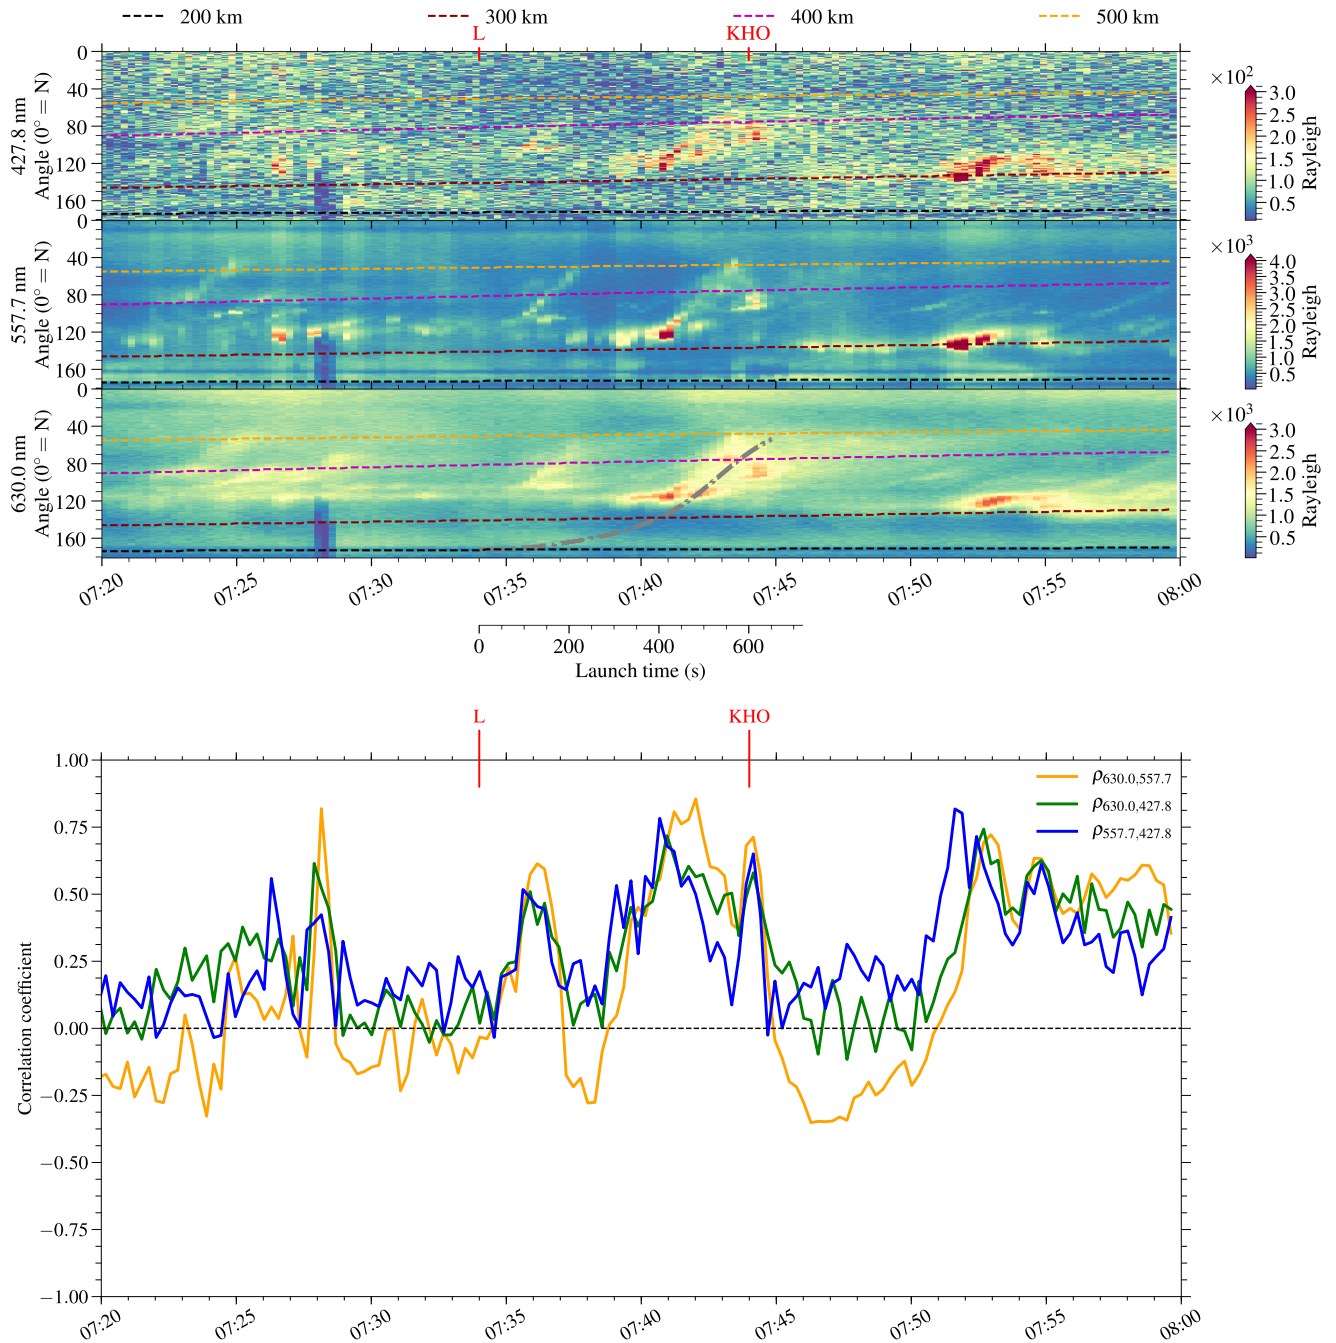 200 km 300 km 400 km 500 km
L KHO
427.8 nm
Angle (0° = N)
0
40
80
120
160
×10²
3.0
2.5
2.0
1.5
1.0
0.5
Rayleigh
557.7 nm
Angle (0° = N)
0
40
80
120
160
×10³
4.0
3.5
3.0
2.5
2.0
1.5
1.0
0.5
Rayleigh
630.0 nm
Angle (0° = N)
0
40
80
120
160
×10³
3.0
2.5
2.0
1.5
1.0
0.5
Rayleigh
07:20 07:25 07:30 07:35 07:40 07:45 07:50 07:55 08:00
0 200 400 600
Launch time (s)
L KHO
Correlation coefficient
1.00
0.75
0.50
0.25
0.00
−0.25
−0.50
−0.75
−1.00
ρ630.0,557.7
ρ630.0,427.8
ρ557.7,427.8
07:20 07:25 07:30 07:35 07:40 07:45 07:50 07:55 08:00